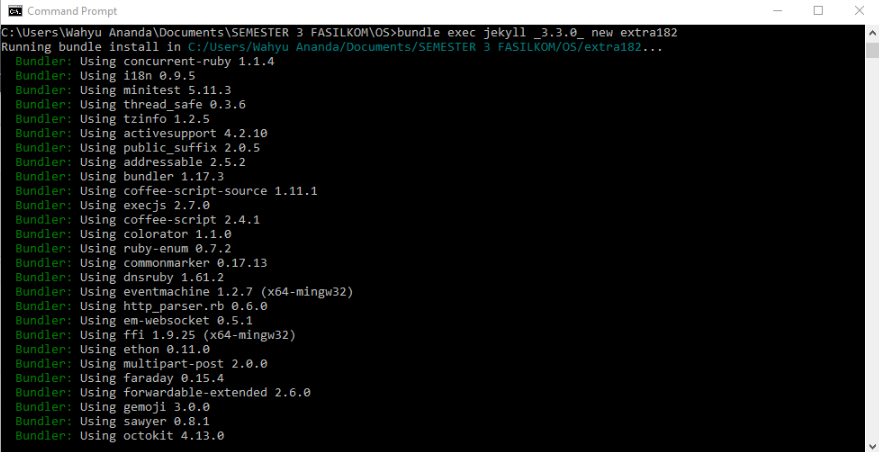 Command Prompt
C:\Users\Wahyu Ananda\Documents\SEMESTER 3 FASILKOM\OS>bundle exec jekyll _3.3.0_ new extra182
Running bundle install in C:/Users/Wahyu Ananda/Documents/SEMESTER 3 FASILKOM/OS/extra182...
Bundler: Using concurrent-ruby 1.1.4
Bundler: Using i18n 0.9.5
Bundler: Using minitest 5.11.3
Bundler: Using thread_safe 0.3.6
Bundler: Using tzinfo 1.2.5
Bundler: Using activesupport 4.2.10
Bundler: Using public_suffix 2.0.5
Bundler: Using addressable 2.5.2
Bundler: Using bundler 1.17.3
Bundler: Using coffee-script-source 1.11.1
Bundler: Using execjs 2.7.0
Bundler: Using coffee-script 2.4.1
Bundler: Using colorator 1.1.0
Bundler: Using ruby-enum 0.7.2
Bundler: Using commonmarker 0.17.13
Bundler: Using dnsruby 1.61.2
Bundler: Using eventmachine 1.2.7 (x64-mingw32)
Bundler: Using http_parser.rb 0.6.0
Bundler: Using em-websocket 0.5.1
Bundler: Using ffi 1.9.25 (x64-mingw32)
Bundler: Using ethon 0.11.0
Bundler: Using multipart-post 2.0.0
Bundler: Using faraday 0.15.4
Bundler: Using forwardable-extended 2.6.0
Bundler: Using gemoji 3.0.0
Bundler: Using sawyer 0.8.1
Bundler: Using octokit 4.13.0